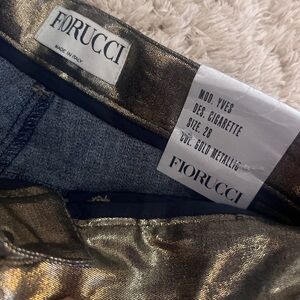 FIORUCCI
MADE IN ITALY
MOD. YVES
DES. CIGARETTE
SIZE. 28
COL. GOLD METALLIC
FIORUCCI